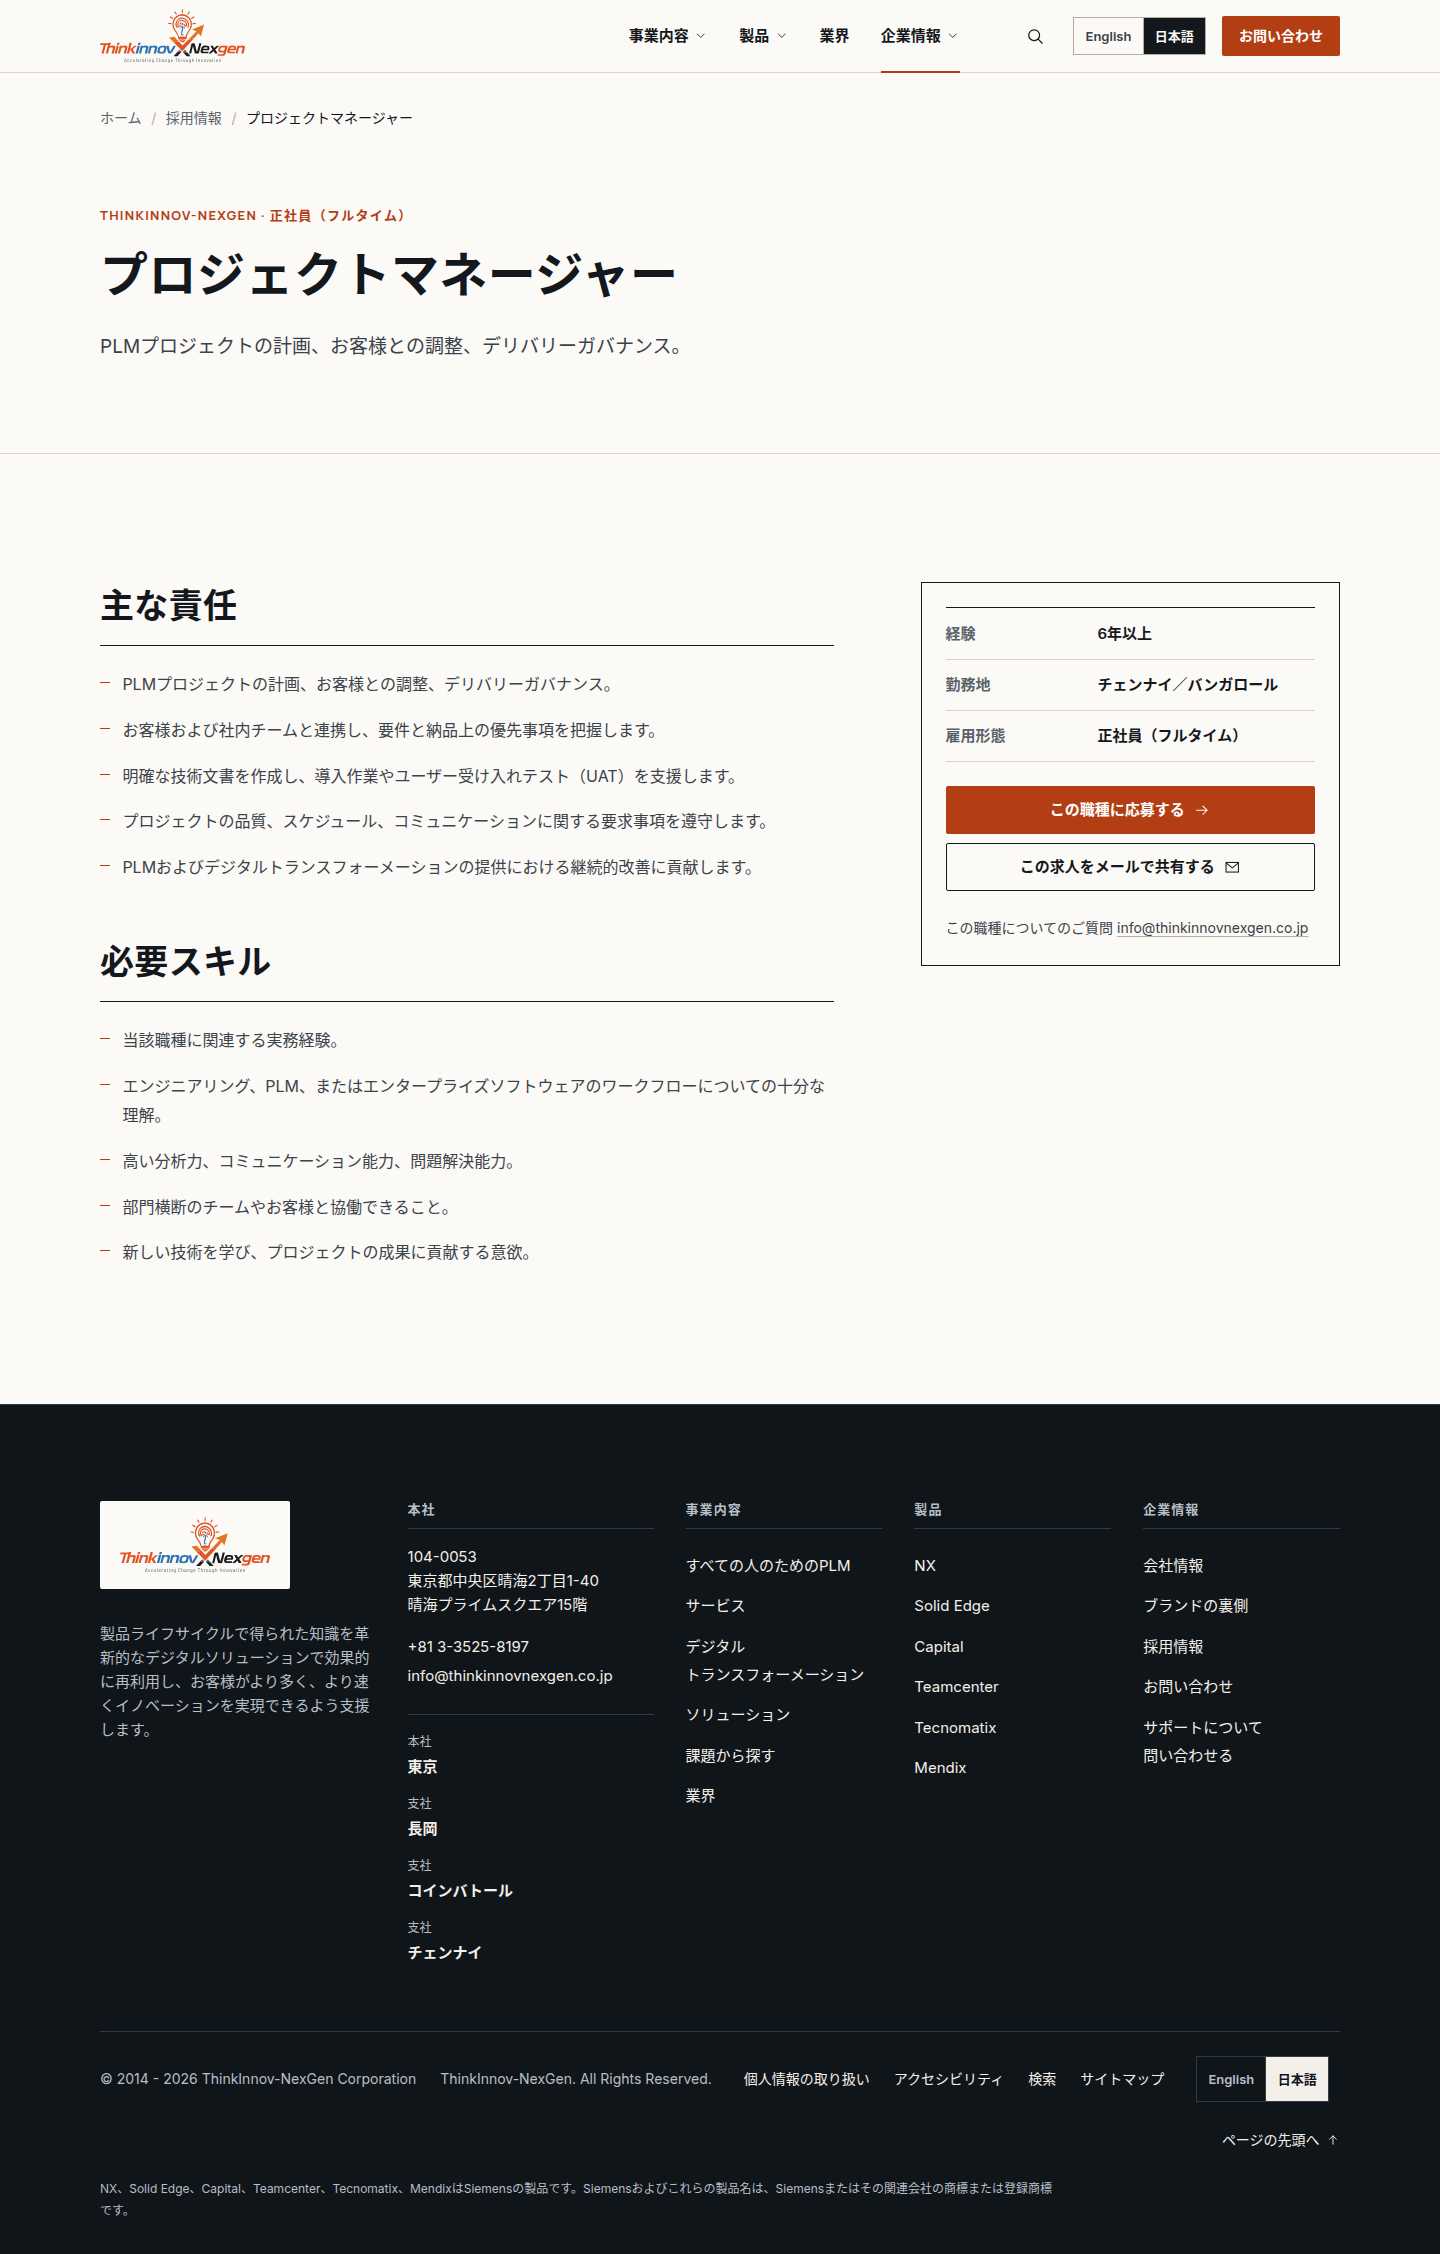 ThinkinnovXNexgen
Accelerating Change Through Innovation
事業内容
製品
業界
企業情報
English
日本語
お問い合わせ
ホーム / 採用情報 / プロジェクトマネージャー
THINKINNOV-NEXGEN · 正社員（フルタイム）
プロジェクトマネージャー
PLMプロジェクトの計画、お客様との調整、デリバリーガバナンス。
主な責任
PLMプロジェクトの計画、お客様との調整、デリバリーガバナンス。
お客様および社内チームと連携し、要件と納品上の優先事項を把握します。
明確な技術文書を作成し、導入作業やユーザー受け入れテスト（UAT）を支援します。
プロジェクトの品質、スケジュール、コミュニケーションに関する要求事項を遵守します。
PLMおよびデジタルトランスフォーメーションの提供における継続的改善に貢献します。
必要スキル
当該職種に関連する実務経験。
エンジニアリング、PLM、またはエンタープライズソフトウェアのワークフローについての十分な
理解。
高い分析力、コミュニケーション能力、問題解決能力。
部門横断のチームやお客様と協働できること。
新しい技術を学び、プロジェクトの成果に貢献する意欲。
経験 6年以上
勤務地 チェンナイ／バンガロール
雇用形態 正社員（フルタイム）
この職種に応募する →
この求人をメールで共有する
この職種についてのご質問 info@thinkinnovnexgen.co.jp
ThinkinnovXNexgen
Accelerating Change Through Innovation
製品ライフサイクルで得られた知識を革
新的なデジタルソリューションで効果的
に再利用し、お客様がより多く、より速
くイノベーションを実現できるよう支援
します。
本社
104-0053
東京都中央区晴海2丁目1-40
晴海プライムスクエア15階
+81 3-3525-8197
info@thinkinnovnexgen.co.jp
本社
東京
支社
長岡
支社
コインバトール
支社
チェンナイ
事業内容
すべての人のためのPLM
サービス
デジタル
トランスフォーメーション
ソリューション
課題から探す
業界
製品
NX
Solid Edge
Capital
Teamcenter
Tecnomatix
Mendix
企業情報
会社情報
ブランドの裏側
採用情報
お問い合わせ
サポートについて
問い合わせる
© 2014 - 2026 ThinkInnov-NexGen Corporation
ThinkInnov-NexGen. All Rights Reserved.
個人情報の取り扱い
アクセシビリティ
検索
サイトマップ
English
日本語
ページの先頭へ ↑
NX、Solid Edge、Capital、Teamcenter、Tecnomatix、MendixはSiemensの製品です。Siemensおよびこれらの製品名は、Siemensまたはその関連会社の商標または登録商標
です。